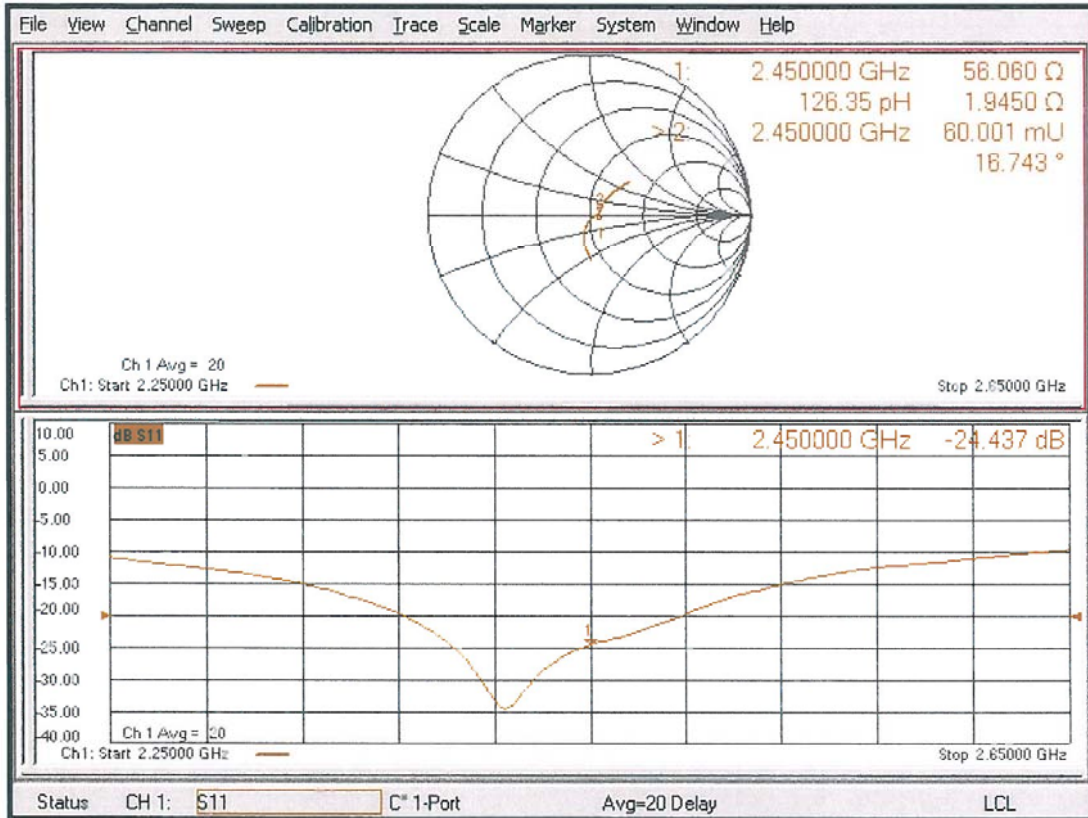 File View Channel Sweep Calibration Trace Scale Marker System Window Help
1: 2.450000 GHz 56.060 Ω
126.35 pH 1.9450 Ω
> 2: 2.450000 GHz 60.001 mU
16.743 °
2
1
Ch 1 Avg = 20
Ch1: Start 2.25000 GHz
Stop 2.65000 GHz
10.00 dB S11 > 1: 2.450000 GHz -24.437 dB
5.00
0.00
-5.00
-10.00
-15.00
-20.00
1
-25.00
-30.00
-35.00
-40.00 Ch 1 Avg = 20
Ch1: Start 2.25000 GHz
Stop 2.65000 GHz
Status CH 1: S11 C* 1-Port Avg=20 Delay LCL